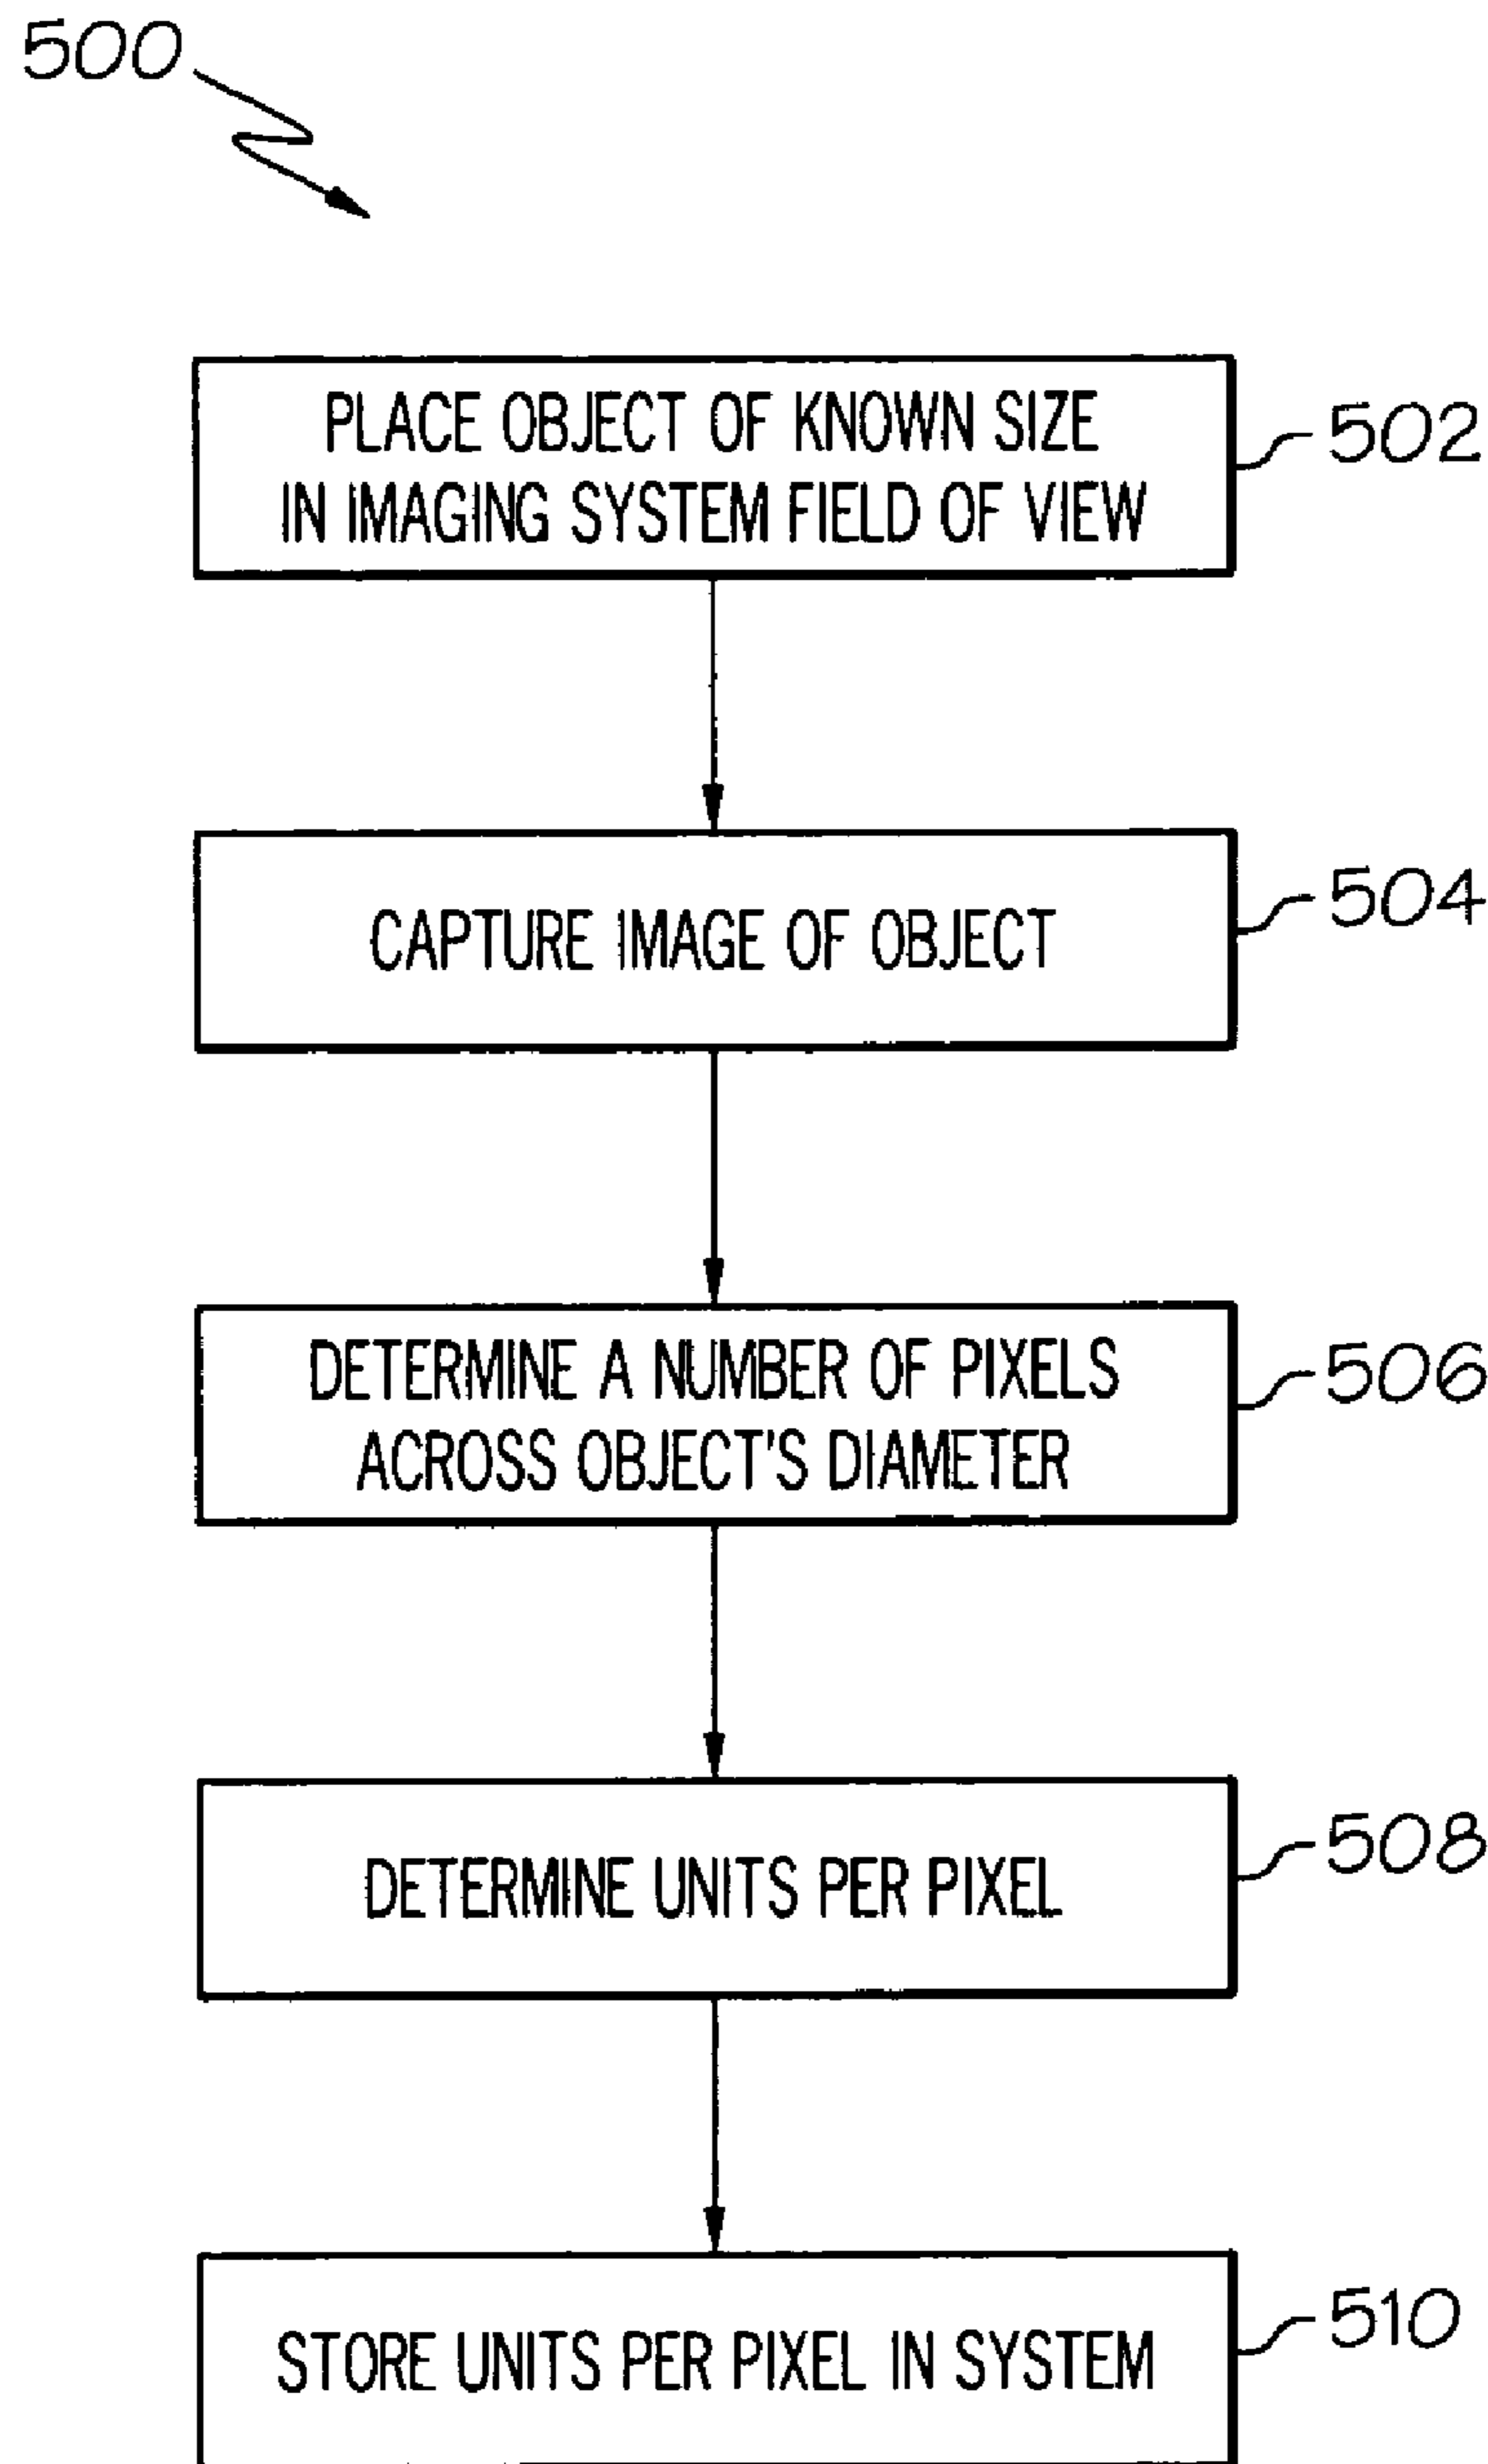 500
PLACE OBJECT OF KNOWN SIZE
IN IMAGING SYSTEM FIELD OF VIEW
502
CAPTURE IMAGE OF OBJECT
504
DETERMINE A NUMBER OF PIXELS
ACROSS OBJECT'S DIAMETER
506
DETERMINE UNITS PER PIXEL
508
STORE UNITS PER PIXEL IN SYSTEM
510